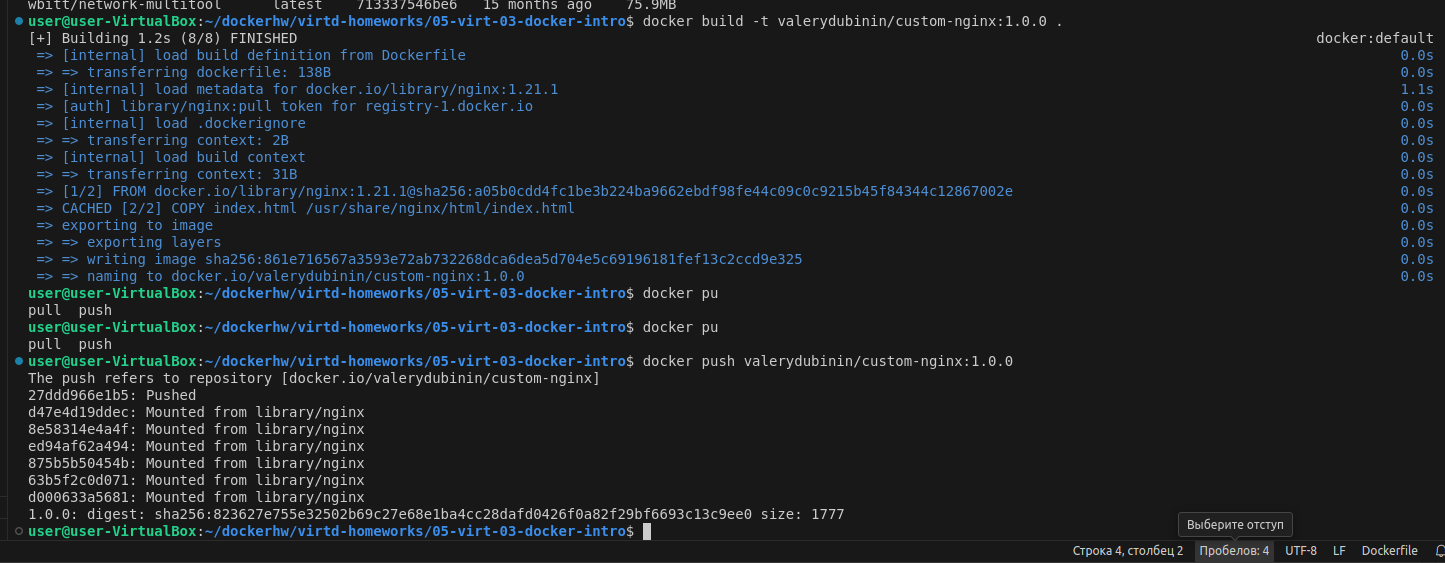 wbitt/network-multitool      latest    713337546be6   15 months ago    75.9MB
user@user-VirtualBox:~/dockerhw/virtd-homeworks/05-virt-03-docker-intro$ docker build -t valerydubinin/custom-nginx:1.0.0 .
[+] Building 1.2s (8/8) FINISHED docker:default
=> [internal] load build definition from Dockerfile 0.0s
=> => transferring dockerfile: 138B 0.0s
=> [internal] load metadata for docker.io/library/nginx:1.21.1 1.1s
=> [auth] library/nginx:pull token for registry-1.docker.io 0.0s
=> [internal] load .dockerignore 0.0s
=> => transferring context: 2B 0.0s
=> [internal] load build context 0.0s
=> => transferring context: 31B 0.0s
=> [1/2] FROM docker.io/library/nginx:1.21.1@sha256:a05b0cdd4fc1be3b224ba9662ebdf98fe44c09c0c9215b45f84344c12867002e 0.0s
=> CACHED [2/2] COPY index.html /usr/share/nginx/html/index.html 0.0s
=> exporting to image 0.0s
=> => exporting layers 0.0s
=> => writing image sha256:861e716567a3593e72ab732268dca6dea5d704e5c69196181fef13c2ccd9e325 0.0s
=> => naming to docker.io/valerydubinin/custom-nginx:1.0.0 0.0s
user@user-VirtualBox:~/dockerhw/virtd-homeworks/05-virt-03-docker-intro$ docker pu
pull  push
user@user-VirtualBox:~/dockerhw/virtd-homeworks/05-virt-03-docker-intro$ docker pu
pull  push
user@user-VirtualBox:~/dockerhw/virtd-homeworks/05-virt-03-docker-intro$ docker push valerydubinin/custom-nginx:1.0.0
The push refers to repository [docker.io/valerydubinin/custom-nginx]
27ddd966e1b5: Pushed
d47e4d19ddec: Mounted from library/nginx
8e58314e4a4f: Mounted from library/nginx
ed94af62a494: Mounted from library/nginx
875b5b50454b: Mounted from library/nginx
63b5f2c0d071: Mounted from library/nginx
d000633a5681: Mounted from library/nginx
1.0.0: digest: sha256:823627e755e32502b69c27e68e1ba4cc28dafd0426f0a82f29bf6693c13c9ee0 size: 1777
user@user-VirtualBox:~/dockerhw/virtd-homeworks/05-virt-03-docker-intro$
Выберите отступ
Строка 4, столбец 2 Пробелов: 4 UTF-8 LF Dockerfile